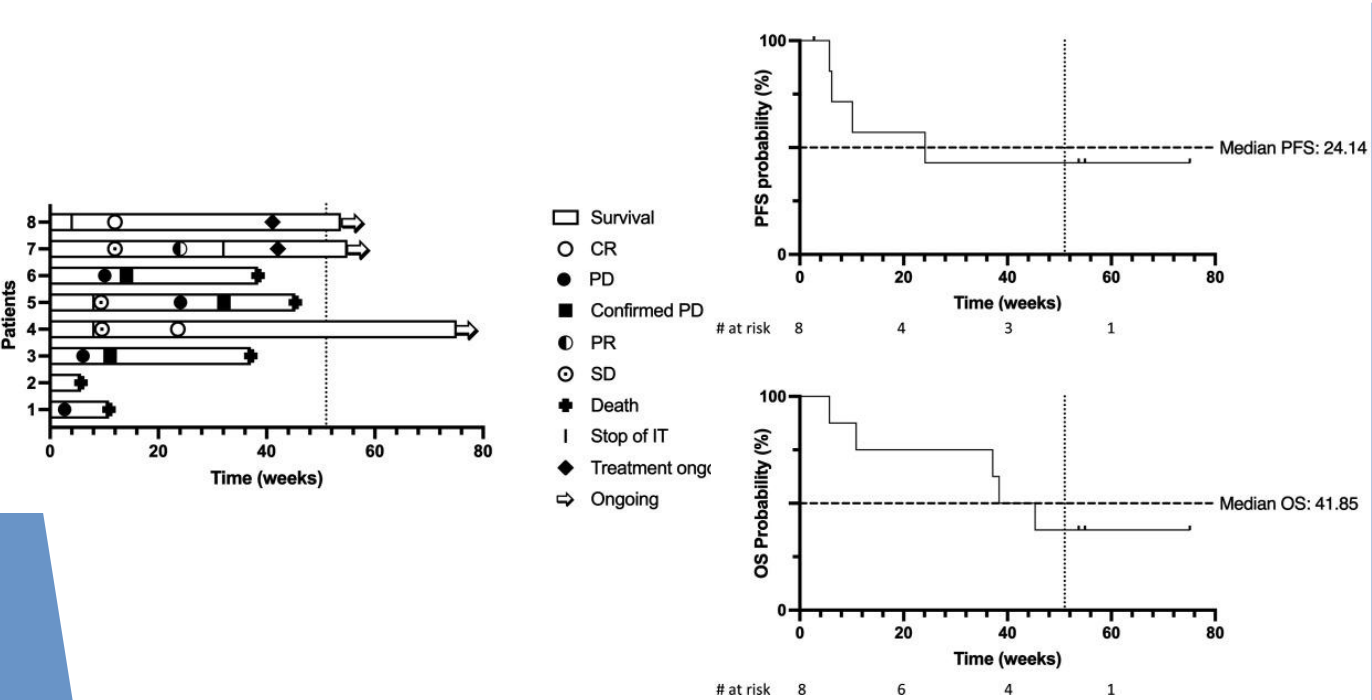 Patients
8
7
6
5
4
3
2
1
0 20 40 60 80
Time (weeks)
Survival
CR
PD
Confirmed PD
PR
SD
Death
Stop of IT
Treatment ongo
Ongoing
PFS probability (%)
100
0
Median PFS: 24.14
0 20 40 60 80
Time (weeks)
# at risk 8 4 3 1
OS Probability (%)
100
0
Median OS: 41.85
0 20 40 60 80
Time (weeks)
# at risk 8 6 4 1